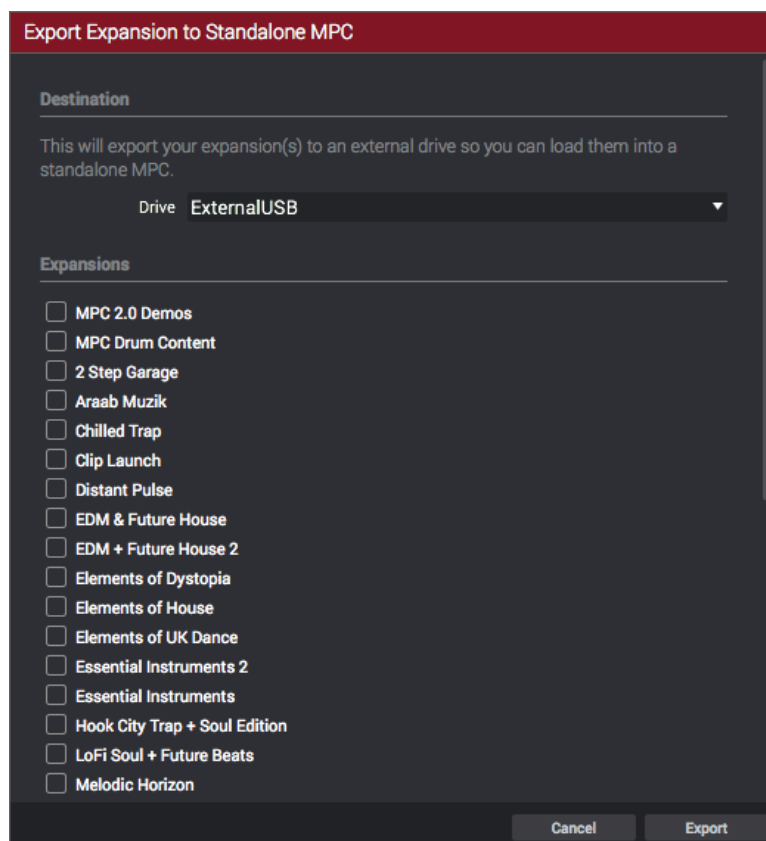 Export Expansion to Standalone MPC
Destination
This will export your expansion(s) to an external drive so you can load them into a
standalone MPC.
Drive ExternalUSB
Expansions
MPC 2.0 Demos
MPC Drum Content
2 Step Garage
Araab Muzik
Chilled Trap
Clip Launch
Distant Pulse
EDM & Future House
EDM + Future House 2
Elements of Dystopia
Elements of House
Elements of UK Dance
Essential Instruments 2
Essential Instruments
Hook City Trap + Soul Edition
LoFi Soul + Future Beats
Melodic Horizon
Cancel Export